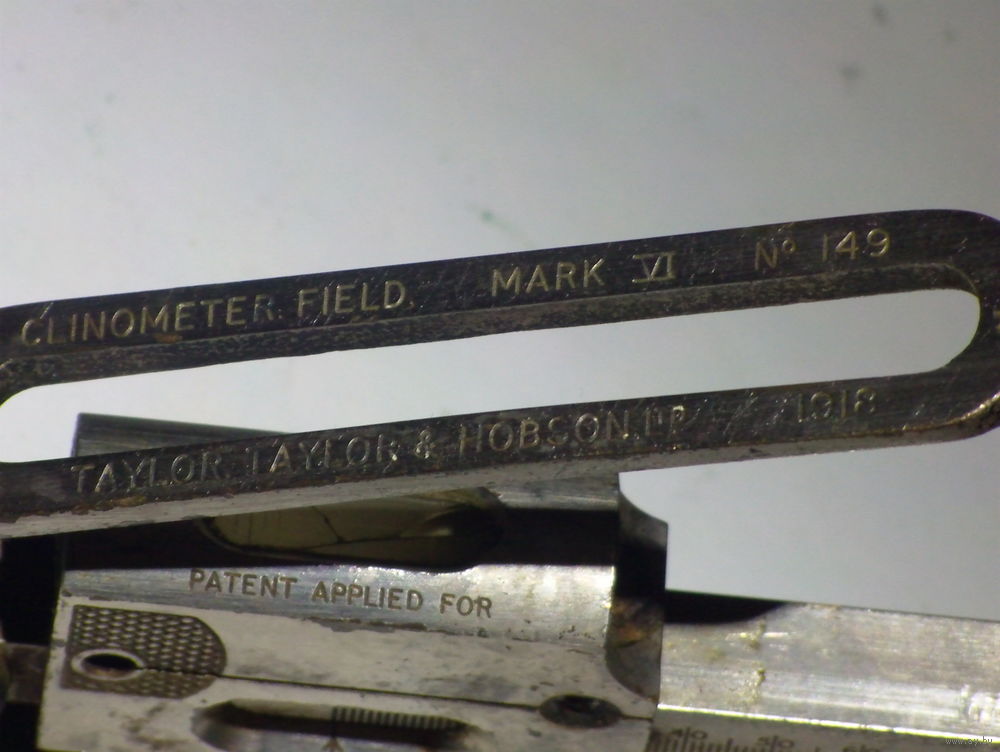 CLINOMETER FIELD. MARK VI Nº 149
TAYLOR, TAYLOR & HOBSON, LTD 1918
PATENT APPLIED FOR